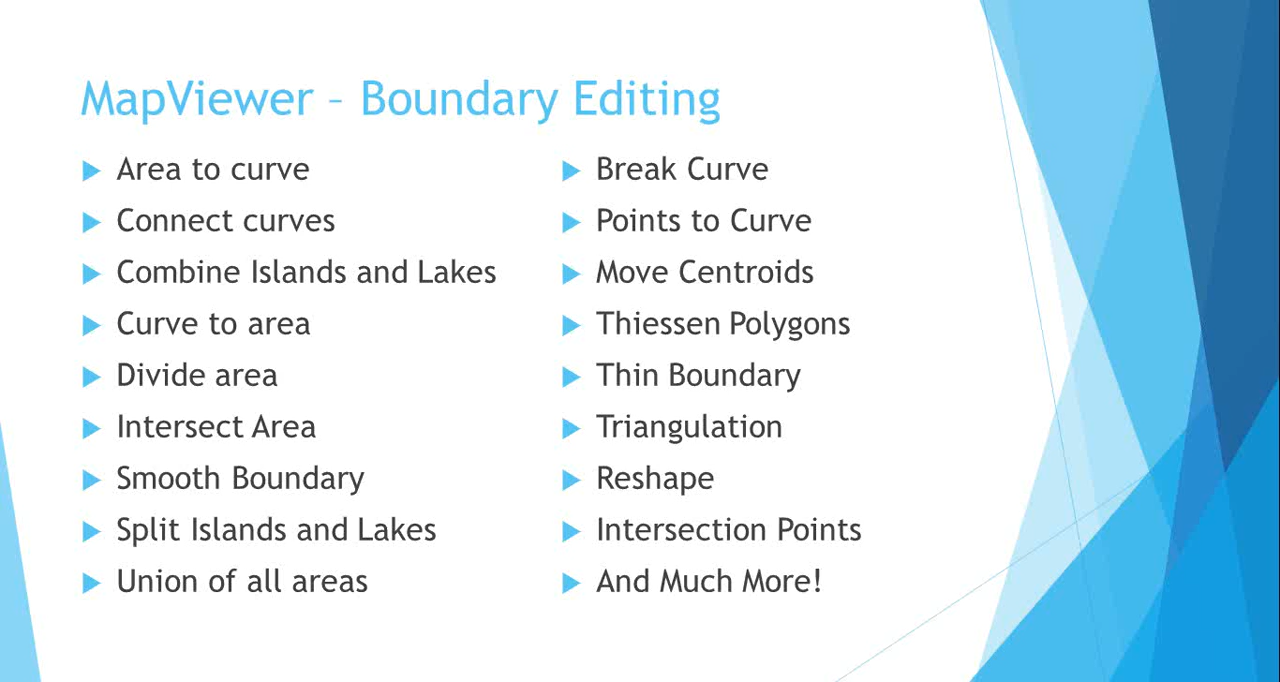 MapViewer – Boundary Editing
Area to curve
Connect curves
Combine Islands and Lakes
Curve to area
Divide area
Intersect Area
Smooth Boundary
Split Islands and Lakes
Union of all areas
Break Curve
Points to Curve
Move Centroids
Thiessen Polygons
Thin Boundary
Triangulation
Reshape
Intersection Points
And Much More!